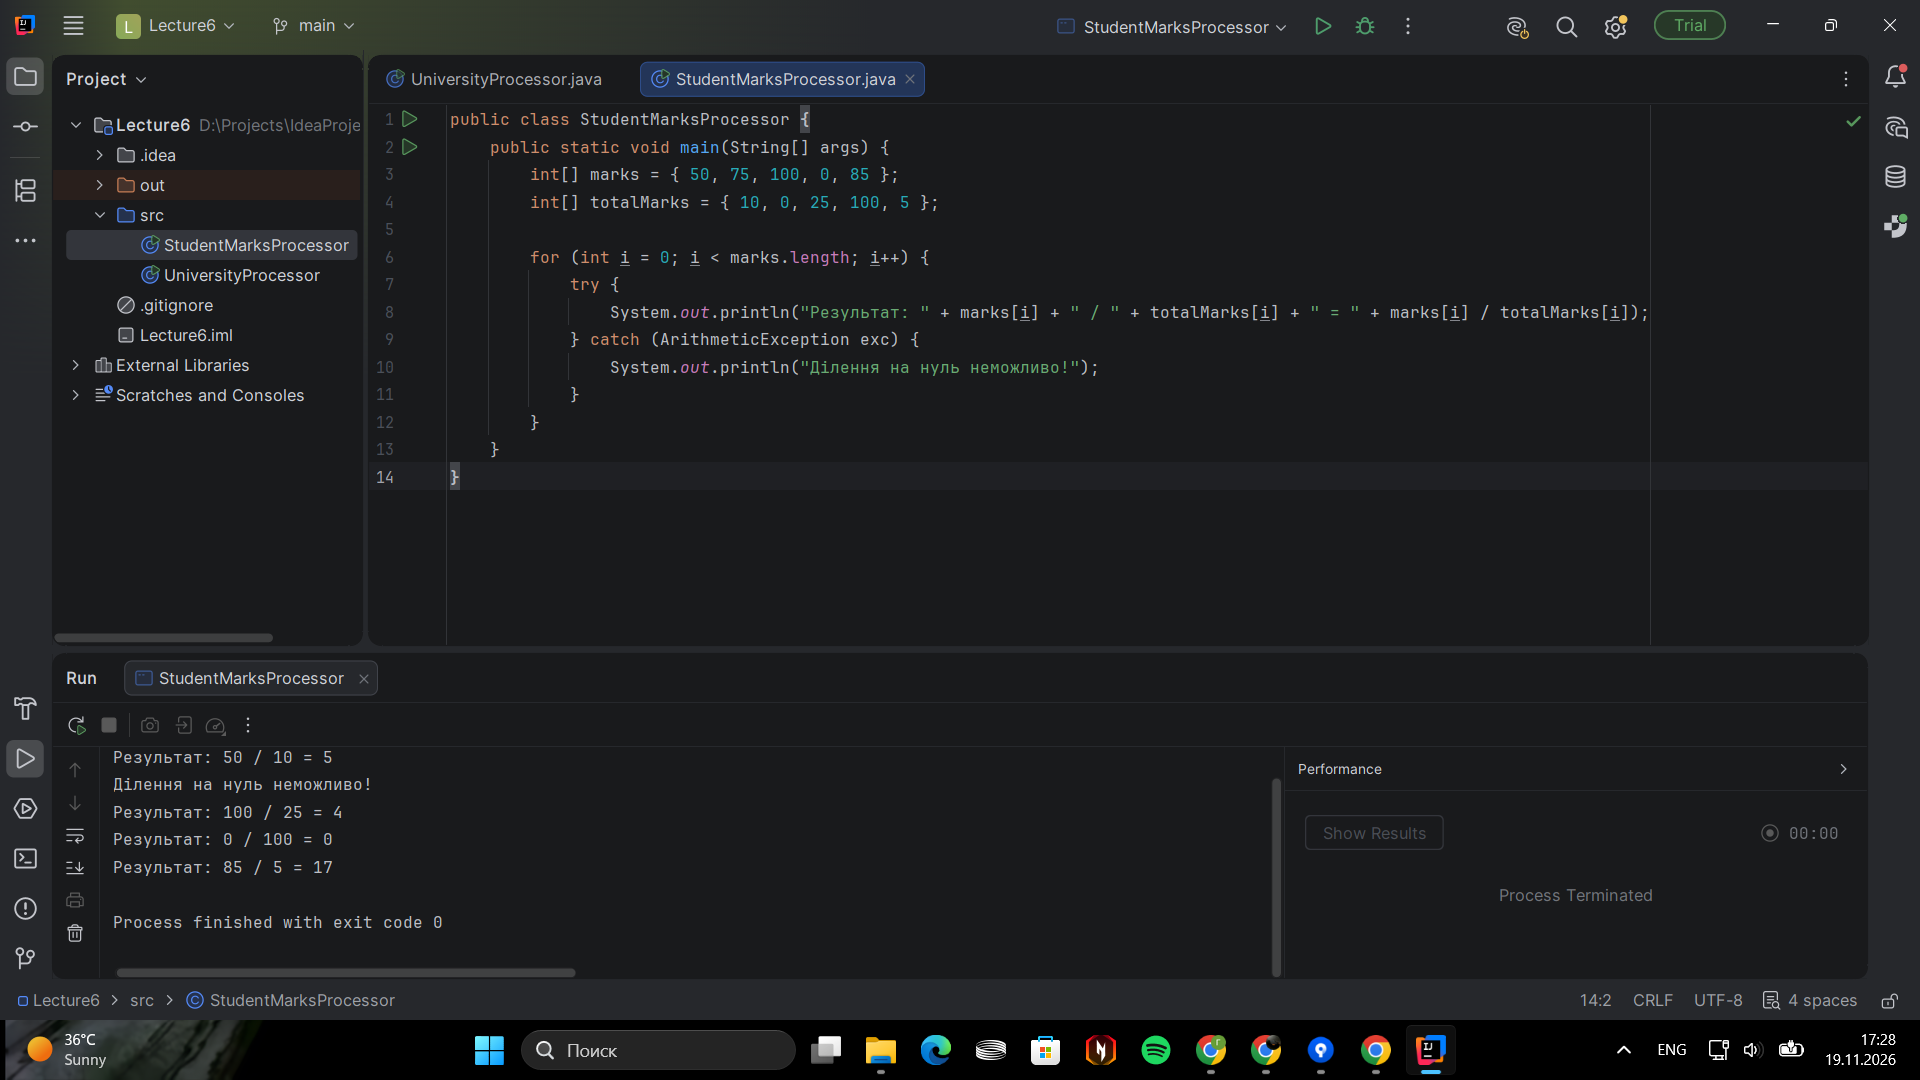 Lecture6
main
StudentMarksProcessor
Trial
Project
UniversityProcessor.java
StudentMarksProcessor.java
Lecture6 D:\Projects\IdeaProje
.idea
out
src
StudentMarksProcessor
UniversityProcessor
.gitignore
Lecture6.iml
External Libraries
Scratches and Consoles
1 public class StudentMarksProcessor {
2 public static void main(String[] args) {
3 int[] marks = { 50, 75, 100, 0, 85 };
4 int[] totalMarks = { 10, 0, 25, 100, 5 };
5
6 for (int i = 0; i < marks.length; i++) {
7 try {
8 System.out.println("Результат: " + marks[i] + " / " + totalMarks[i] + " = " + marks[i] / totalMarks[i]);
9 } catch (ArithmeticException exc) {
10 System.out.println("Ділення на нуль неможливо!");
11 }
12 }
13 }
14 }
Run
StudentMarksProcessor
Результат: 50 / 10 = 5
Ділення на нуль неможливо!
Результат: 100 / 25 = 4
Результат: 0 / 100 = 0
Результат: 85 / 5 = 17
Process finished with exit code 0
Performance
Show Results
00:00
Process Terminated
Lecture6 > src > StudentMarksProcessor
14:2 CRLF UTF-8 4 spaces
36°C
Sunny
Поиск
ENG
17:28
19.11.2026